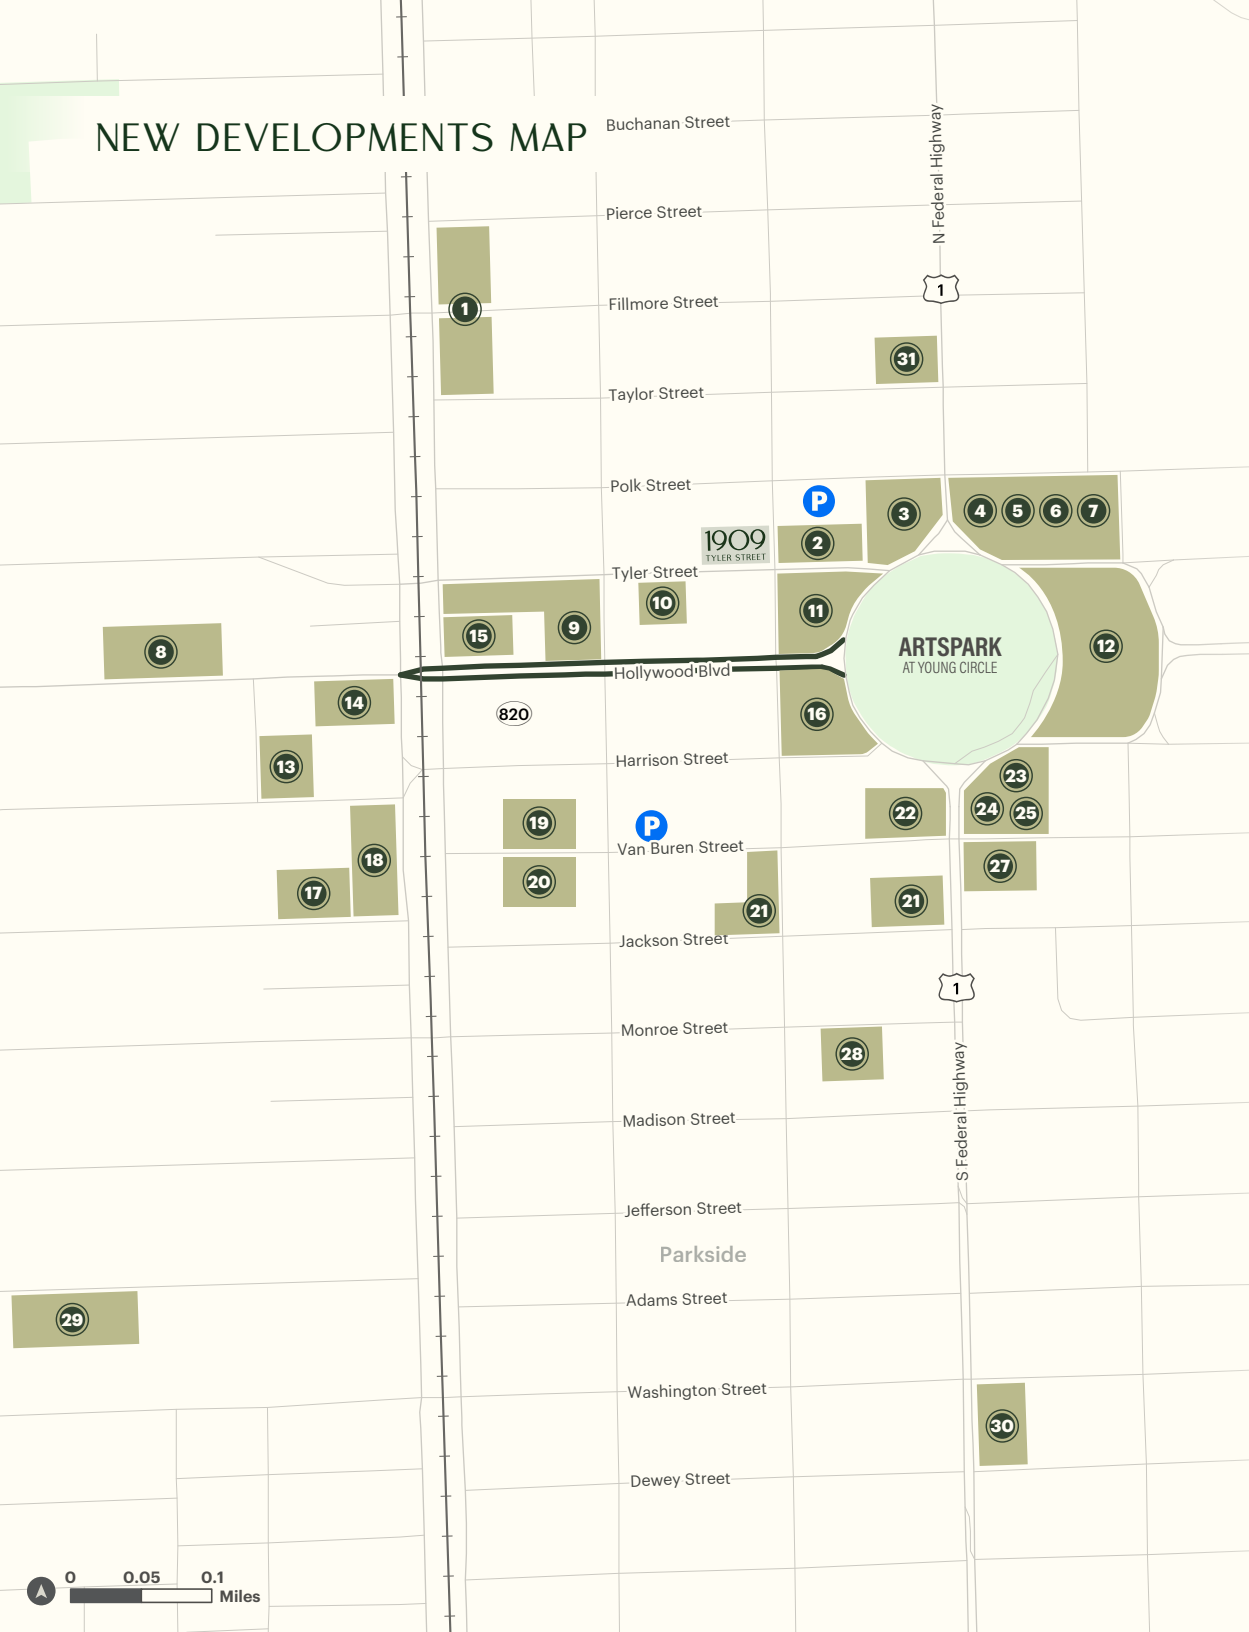 NEW DEVELOPMENTS MAP
Buchanan Street
N Federal Highway
Pierce Street
1
Fillmore Street
1
31
Taylor Street
Polk Street
P
3
4 5 6 7
1909
TYLER STREET
2
Tyler Street
10
11
9
15
8
12
ARTSPARK
AT YOUNG CIRCLE
Hollywood Blvd
14
820
16
Harrison Street
13
23
24 25
22
19
P
Van Buren Street
18
27
20
17
21
21
Jackson Street
1
Monroe Street
28
S Federal Highway
Madison Street
Jefferson Street
Parkside
Adams Street
29
Washington Street
30
Dewey Street
0 0.05 0.1
Miles